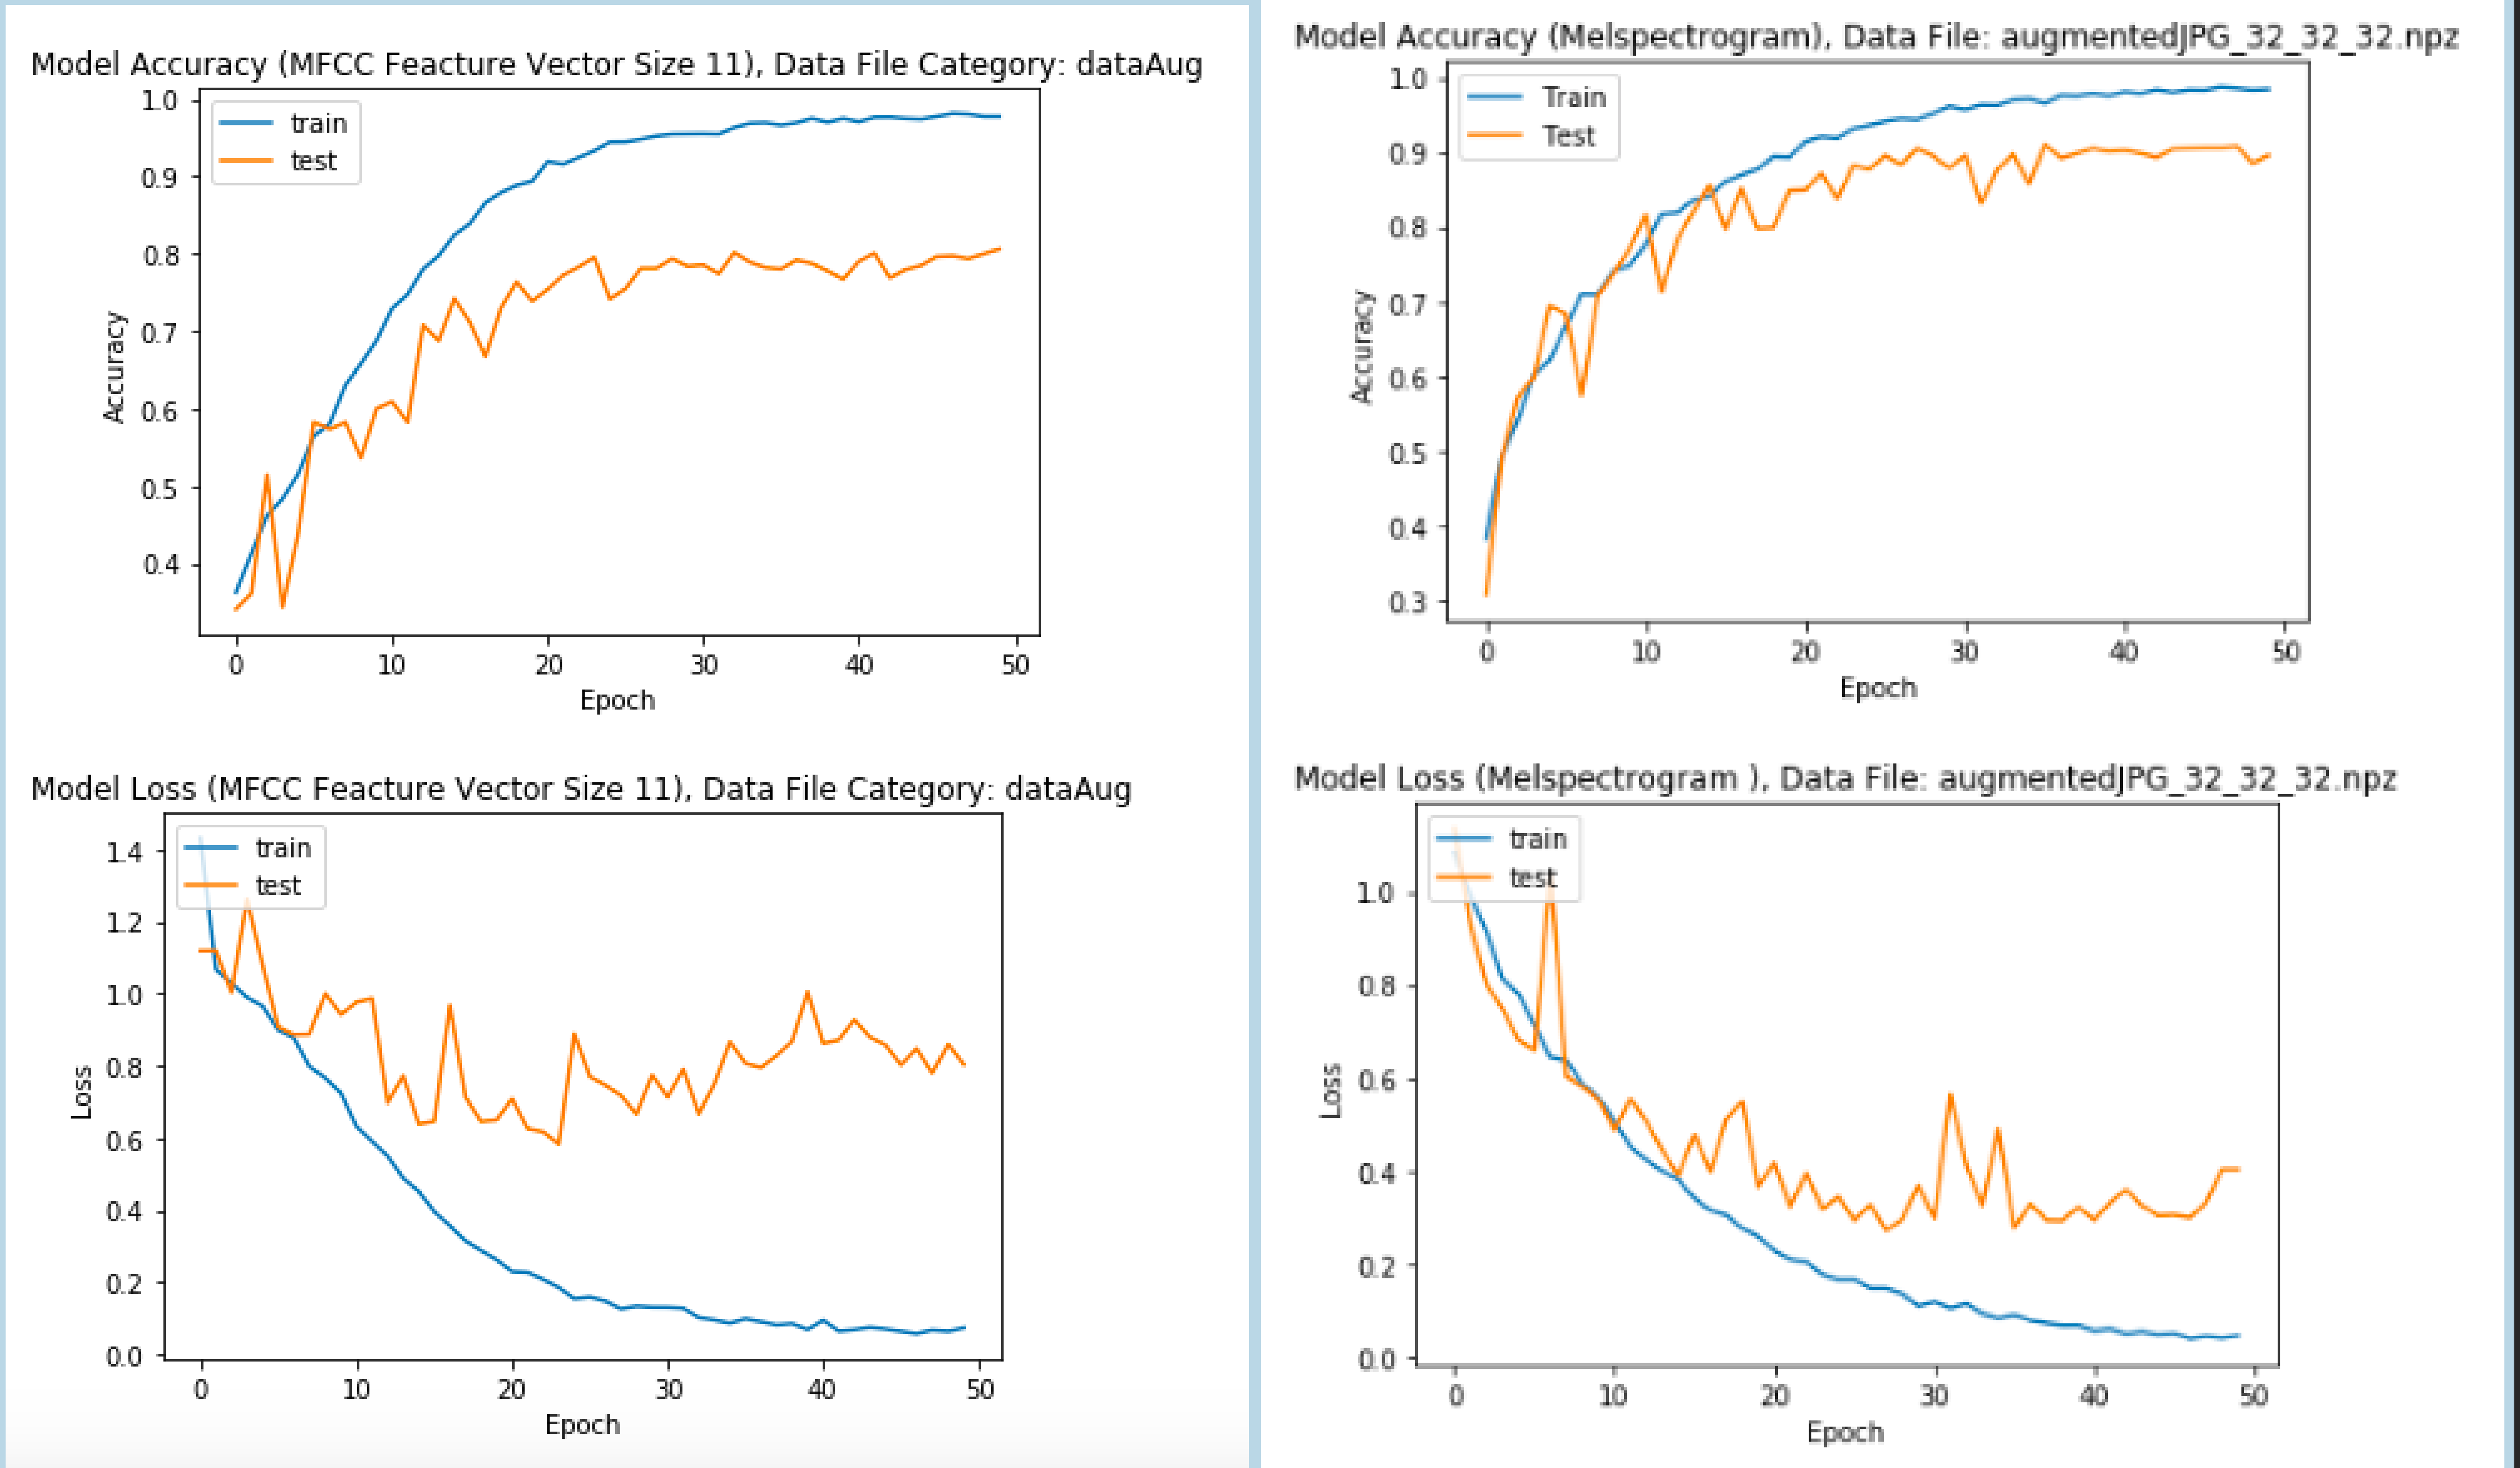 Model Accuracy (MFCC Feacture Vector Size 11), Data File Category: dataAug
1.0
0.9
0.8
0.7
0.6
0.5
0.4
Accuracy
train
test
0 10 20 30 40 50
Epoch
Model Accuracy (Melspectrogram), Data File: augmentedJPG_32_32_32.npz
1.0
0.9
0.8
0.7
0.6
0.5
0.4
0.3
Accuracy
Train
Test
0 10 20 30 40 50
Epoch
Model Loss (MFCC Feacture Vector Size 11), Data File Category: dataAug
1.4
1.2
1.0
0.8
0.6
0.4
0.2
0.0
Loss
train
test
0 10 20 30 40 50
Epoch
Model Loss (Melspectrogram ), Data File: augmentedJPG_32_32_32.npz
1.0
0.8
0.6
0.4
0.2
0.0
Loss
train
test
0 10 20 30 40 50
Epoch